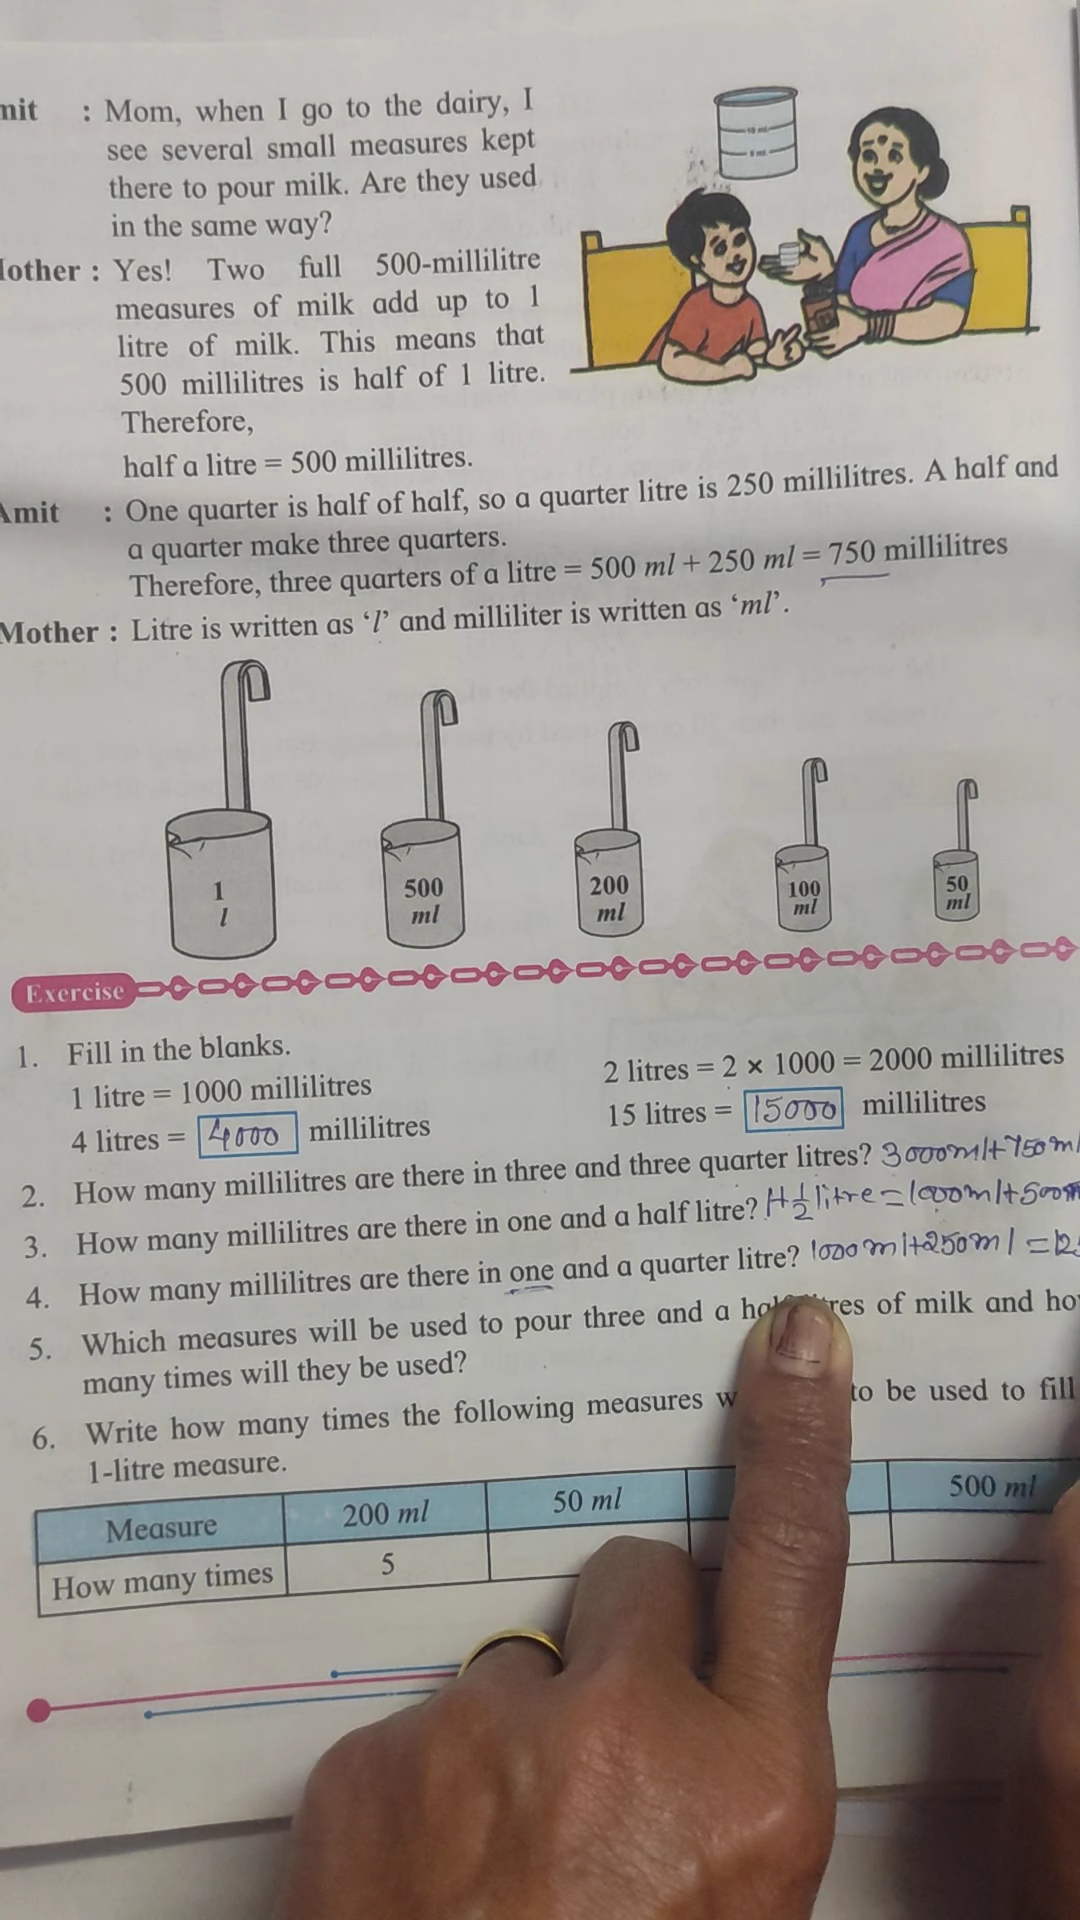 : Mom, when I go to the dairy, I
see several small measures kept
there to pour milk. Are they used
in the same way?
Mother : Yes! Two full 500-millilitre
measures of milk add up to 1
litre of milk. This means that
500 millilitres is half of 1 litre.
Therefore,
half a litre = 500 millilitres.
Amit : One quarter is half of half, so a quarter litre is 250 millilitres. A half and
a quarter make three quarters.
Therefore, three quarters of a litre = 500 ml + 250 ml = 750 millilitres
Mother : Litre is written as ‘l’ and milliliter is written as ‘ml’.
1 l
500 ml
200 ml
100 ml
50 ml
Exercise
1. Fill in the blanks.
1 litre = 1000 millilitres
2 litres = 2 × 1000 = 2000 millilitres
4 litres = 4000 millilitres
15 litres = 15000 millilitres
2. How many millilitres are there in three and three quarter litres? 3000ml+750ml
3. How many millilitres are there in one and a half litre? 1+½litre=1000ml+500m
4. How many millilitres are there in one and a quarter litre? 1000ml+250ml=12
5. Which measures will be used to pour three and a of milk and
many times will they be used?
6. Write how many times the following measures to be used to fill
1-litre measure.
Measure 200 ml 50 ml 500 ml
How many times 5